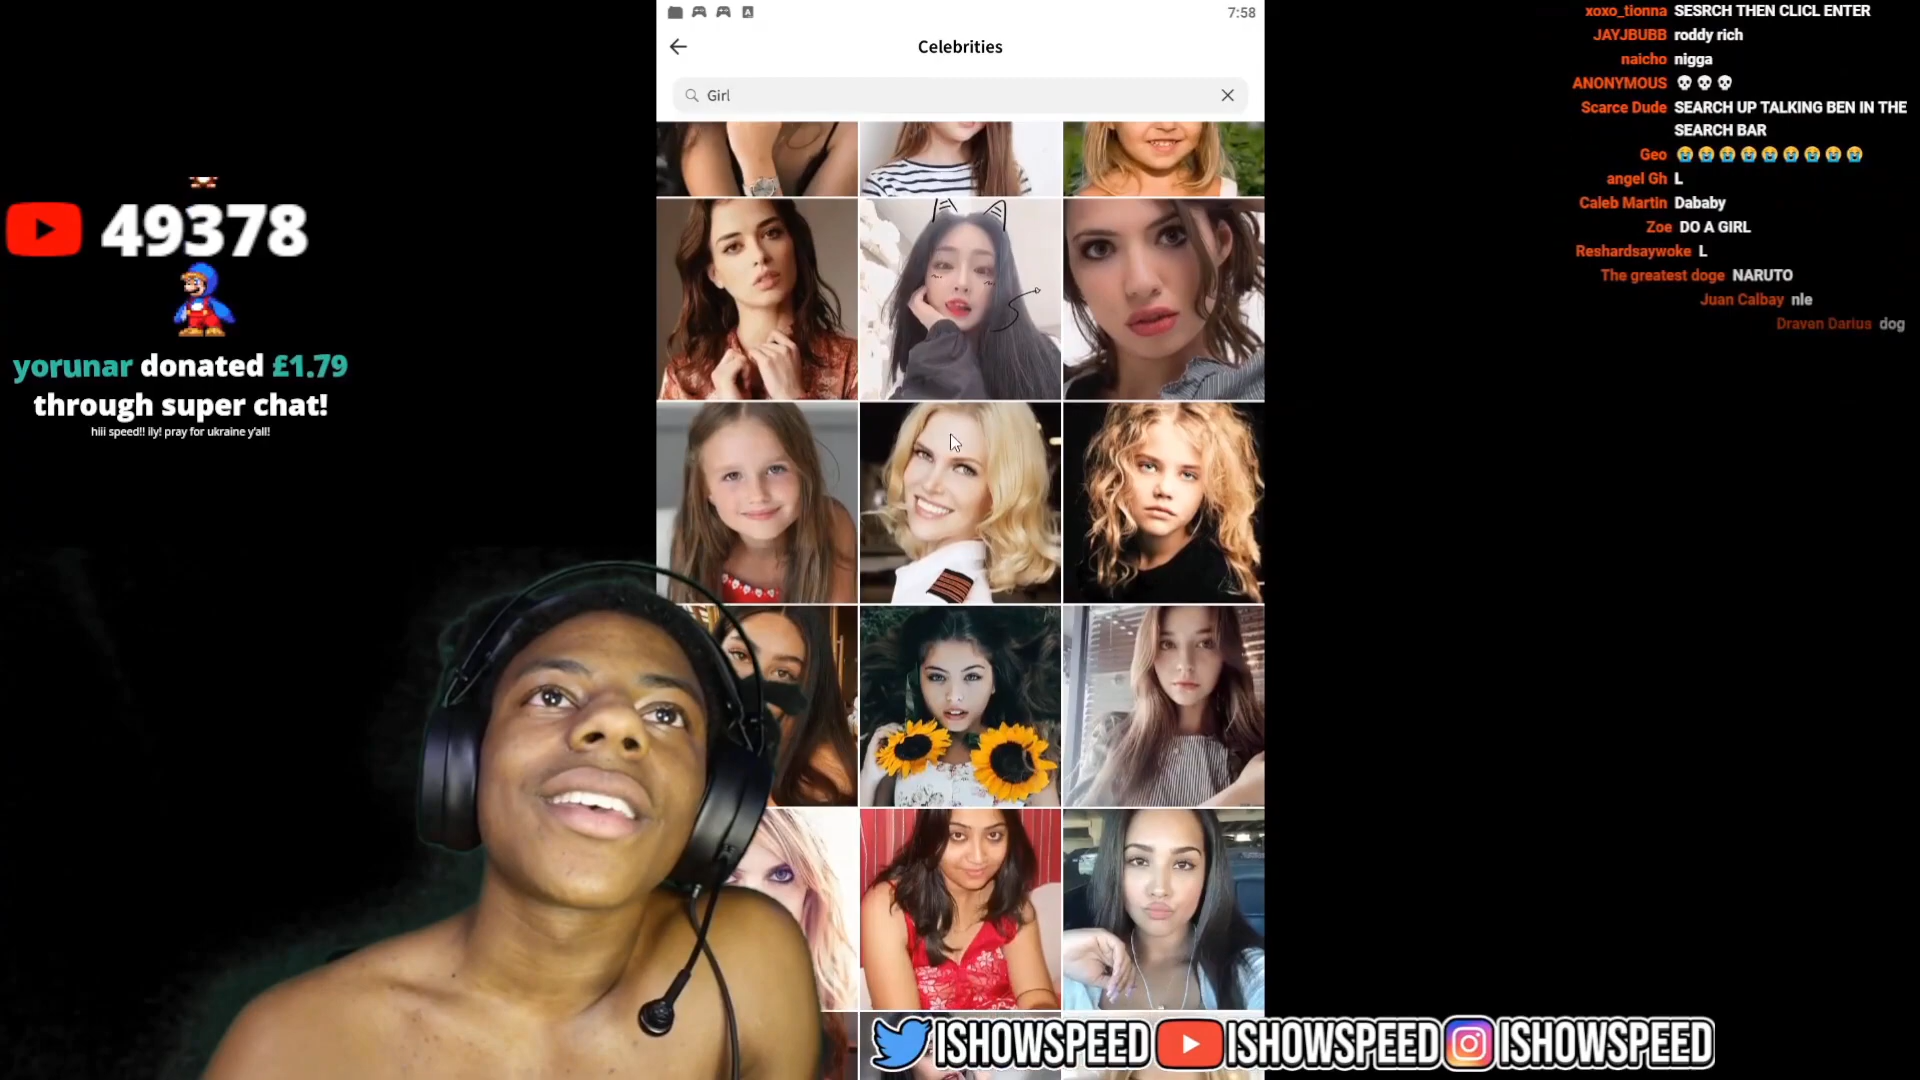 7:58
Celebrities
Girl
49378
yorunar donated £1.79
through super chat!
hiii speed!! ily! pray for ukraine y'all!
xoxo_tionna SESRCH THEN CLICL ENTER
JAYJBUBB roddy rich
naicho nigga
ANONYMOUS 💀💀💀
Scarce Dude SEARCH UP TALKING BEN IN THE
SEARCH BAR
Geo 😭😭😭😭😭😭😭😭😭
angel Gh L
Caleb Martin Dababy
Zoe DO A GIRL
Reshardsaywoke L
The greatest doge NARUTO
Juan Calbay nle
Draven Darius dog
ISHOWSPEED ISHOWSPEED ISHOWSPEED